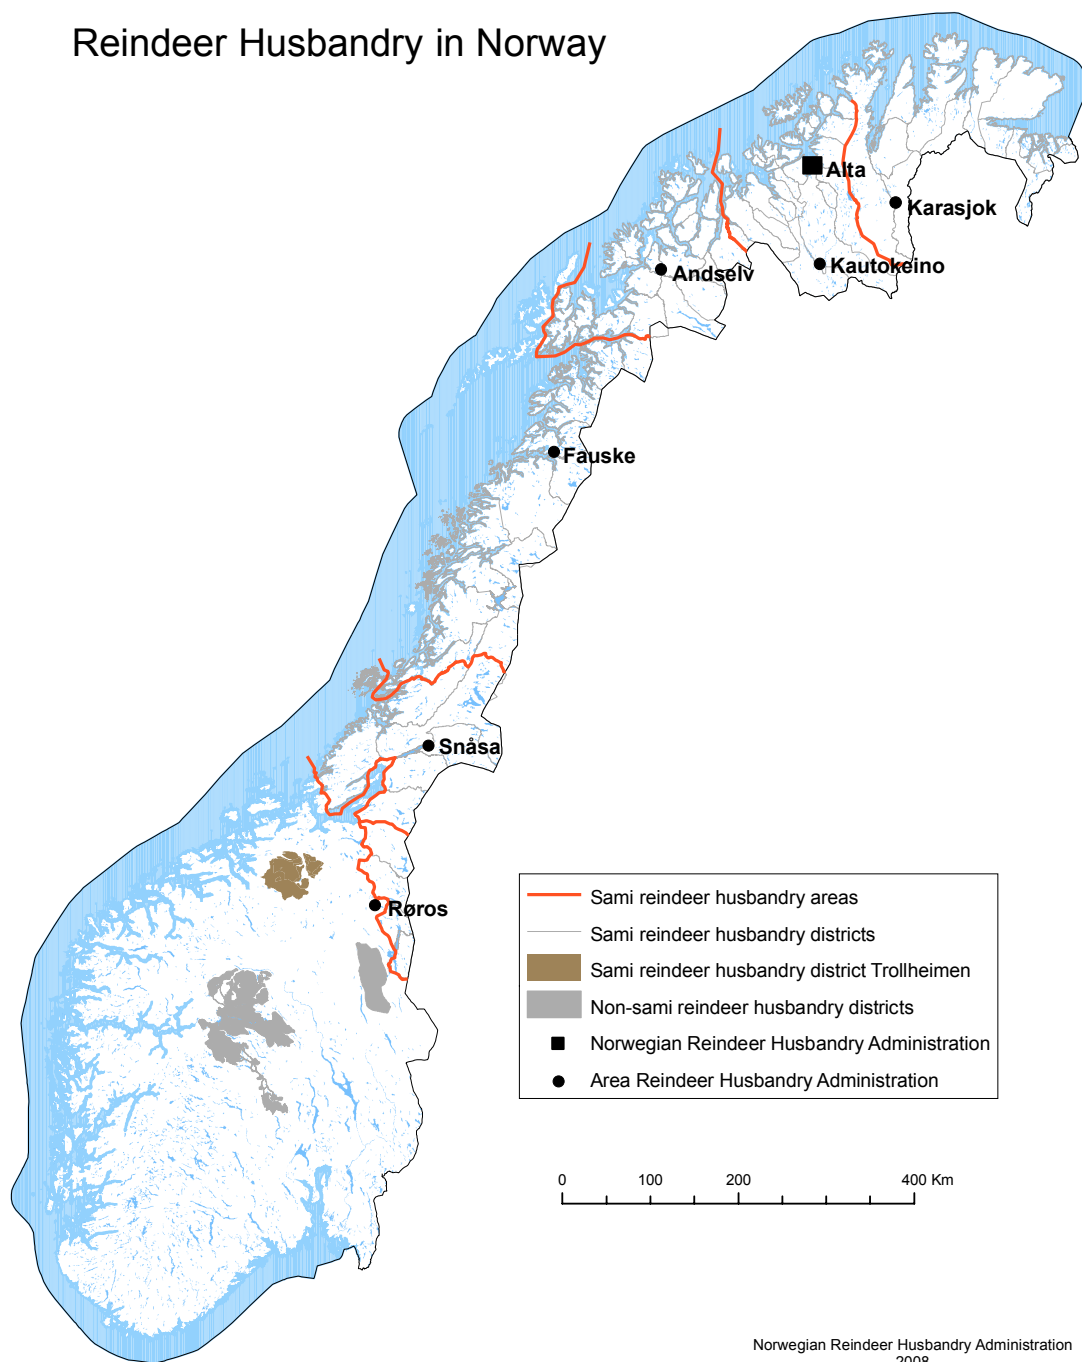 Reindeer Husbandry in Norway
Alta
Karasjok
Kautokeino
Andselv
Fauske
Snåsa
Røros
Sami reindeer husbandry areas
Sami reindeer husbandry districts
Sami reindeer husbandry district Trollheimen
Non-sami reindeer husbandry districts
Norwegian Reindeer Husbandry Administration
Area Reindeer Husbandry Administration
0 100 200 400 Km
Norwegian Reindeer Husbandry Administration
2008